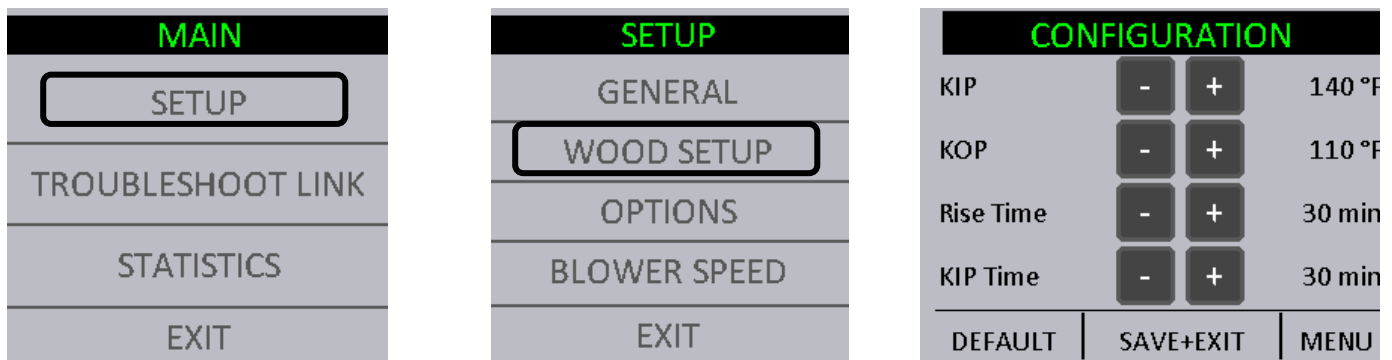 MAIN
SETUP
TROUBLESHOOT LINK
STATISTICS
EXIT
SETUP
GENERAL
WOOD SETUP
OPTIONS
BLOWER SPEED
EXIT
CONFIGURATION
KIP - + 140 °F
KOP - + 110 °F
Rise Time - + 30 min
KIP Time - + 30 min
DEFAULT SAVE+EXIT MENU